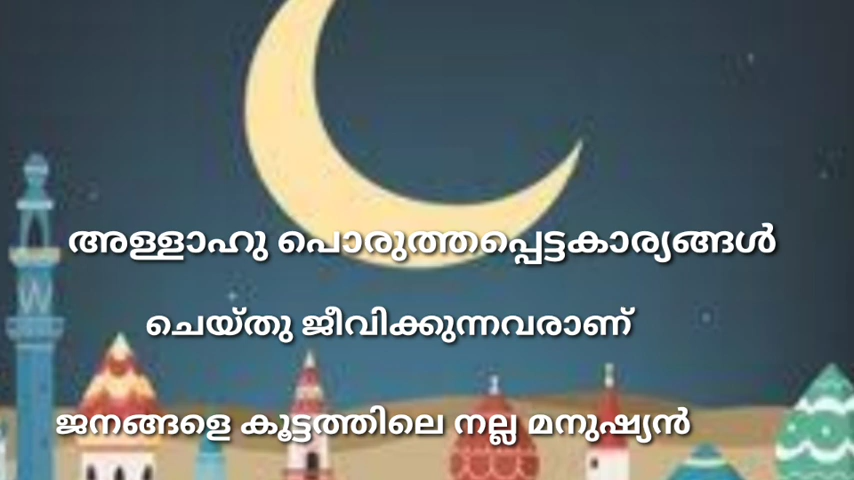 അള്ളാഹു പൊരുത്തപ്പെട്ടകാര്യങ്ങൾ
ചെയ്തു ജീവിക്കുന്നവരാണ്
ജനങ്ങളെ കൂട്ടത്തിലെ നല്ല മനുഷ്യൻ